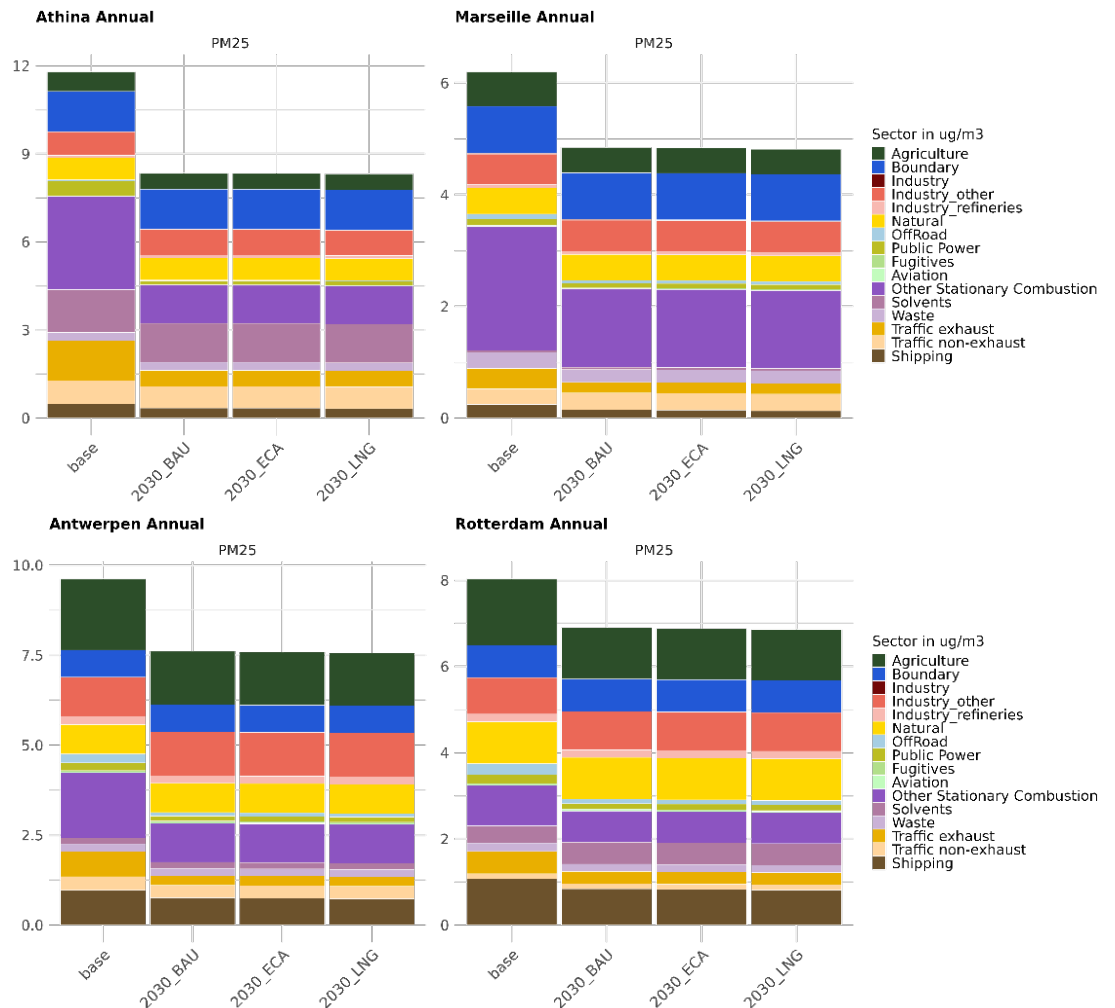 Athina Annual
PM25
12
9
6
3
0
base
2030_BAU
2030_ECA
2030_LNG
Marseille Annual
PM25
6
4
2
0
base
2030_BAU
2030_ECA
2030_LNG
Sector in ug/m3
Agriculture
Boundary
Industry
Industry_other
Industry_refineries
Natural
OffRoad
Public Power
Fugitives
Aviation
Other Stationary Combustion
Solvents
Waste
Traffic exhaust
Traffic non-exhaust
Shipping
Antwerpen Annual
PM25
10.0
7.5
5.0
2.5
0.0
base
2030_BAU
2030_ECA
2030_LNG
Rotterdam Annual
PM25
8
6
4
2
0
base
2030_BAU
2030_ECA
2030_LNG
Sector in ug/m3
Agriculture
Boundary
Industry
Industry_other
Industry_refineries
Natural
OffRoad
Public Power
Fugitives
Aviation
Other Stationary Combustion
Solvents
Waste
Traffic exhaust
Traffic non-exhaust
Shipping